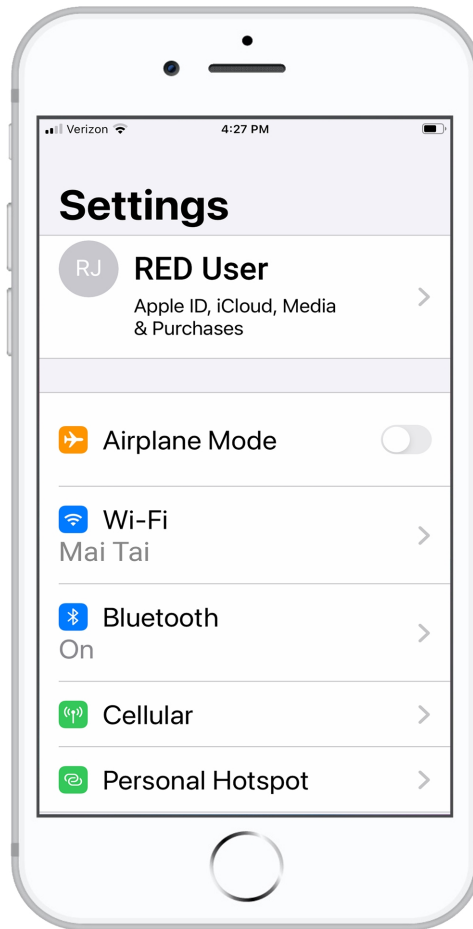 Verizon 4:27 PM
Settings
RJ
RED User
Apple ID, iCloud, Media
& Purchases
Airplane Mode
Wi-Fi
Mai Tai
Bluetooth
On
Cellular
Personal Hotspot